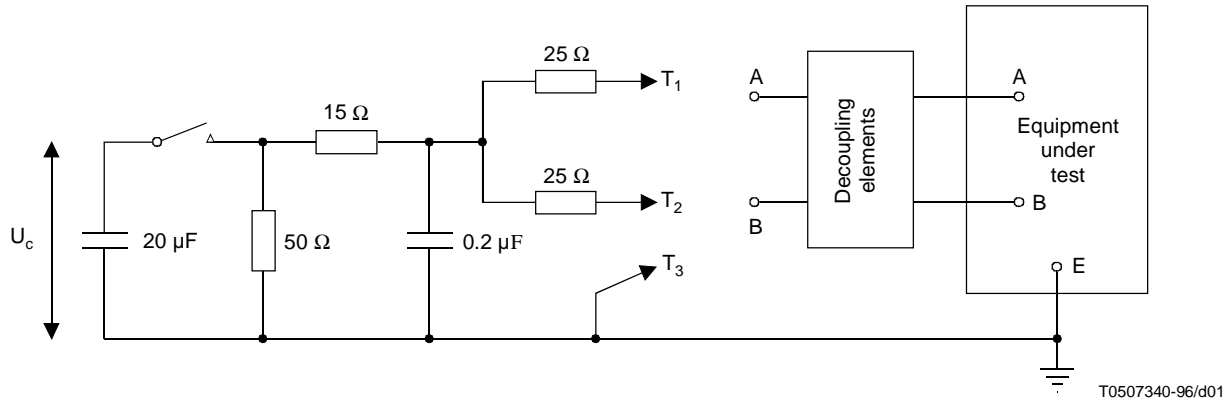 25 Ω
T1
15 Ω
25 Ω
T2
Uc
20 µF
50 Ω
0.2 µF
T3
A
B
Decoupling
elements
A
Equipment
under
test
B
E
T0507340-96/d01